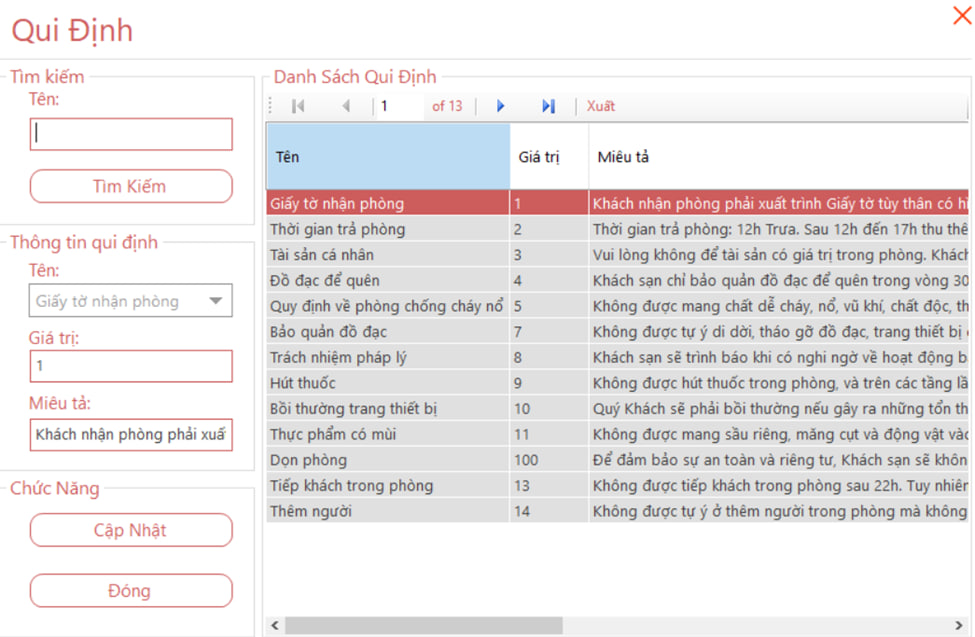 Qui Định
Tìm kiếm
Tên:
Tìm Kiếm
Thông tin qui định
Tên:
Giấy tờ nhận phòng
Giá trị:
1
Miêu tả:
Khách nhận phòng phải xuấ
Chức Năng
Cập Nhật
Đóng
Danh Sách Qui Định
1 of 13 Xuất
Tên Giá trị Miêu tả
Giấy tờ nhận phòng 1 Khách nhận phòng phải xuất trình Giấy tờ tùy thân có hì
Thời gian trả phòng 2 Thời gian trả phòng: 12h Trưa. Sau 12h đến 17h thu thê
Tài sản cá nhân 3 Vui lòng không để tài sản có giá trị trong phòng. Khách
Đồ đạc để quên 4 Khách sạn chỉ bảo quản đồ đạc để quên trong vòng 30
Quy định về phòng chống cháy nổ 5 Không được mang chất dễ cháy, nổ, vũ khí, chất độc, th
Bảo quản đồ đạc 7 Không được tự ý di dời, tháo gỡ đồ đạc, trang thiết bị
Trách nhiệm pháp lý 8 Khách sạn sẽ trình báo khi có nghi ngờ về hoạt động b
Hút thuốc 9 Không được hút thuốc trong phòng, và trên các tầng lầ
Bồi thường trang thiết bị 10 Quý Khách sẽ phải bồi thường nếu gây ra những tổn th
Thực phẩm có mùi 11 Không được mang sầu riêng, măng cụt và động vật vào
Dọn phòng 100 Để đảm bảo sự an toàn và riêng tư, Khách sạn sẽ khôn
Tiếp khách trong phòng 13 Không được tiếp khách trong phòng sau 22h. Tuy nhiên
Thêm người 14 Không được tự ý ở thêm người trong phòng mà không